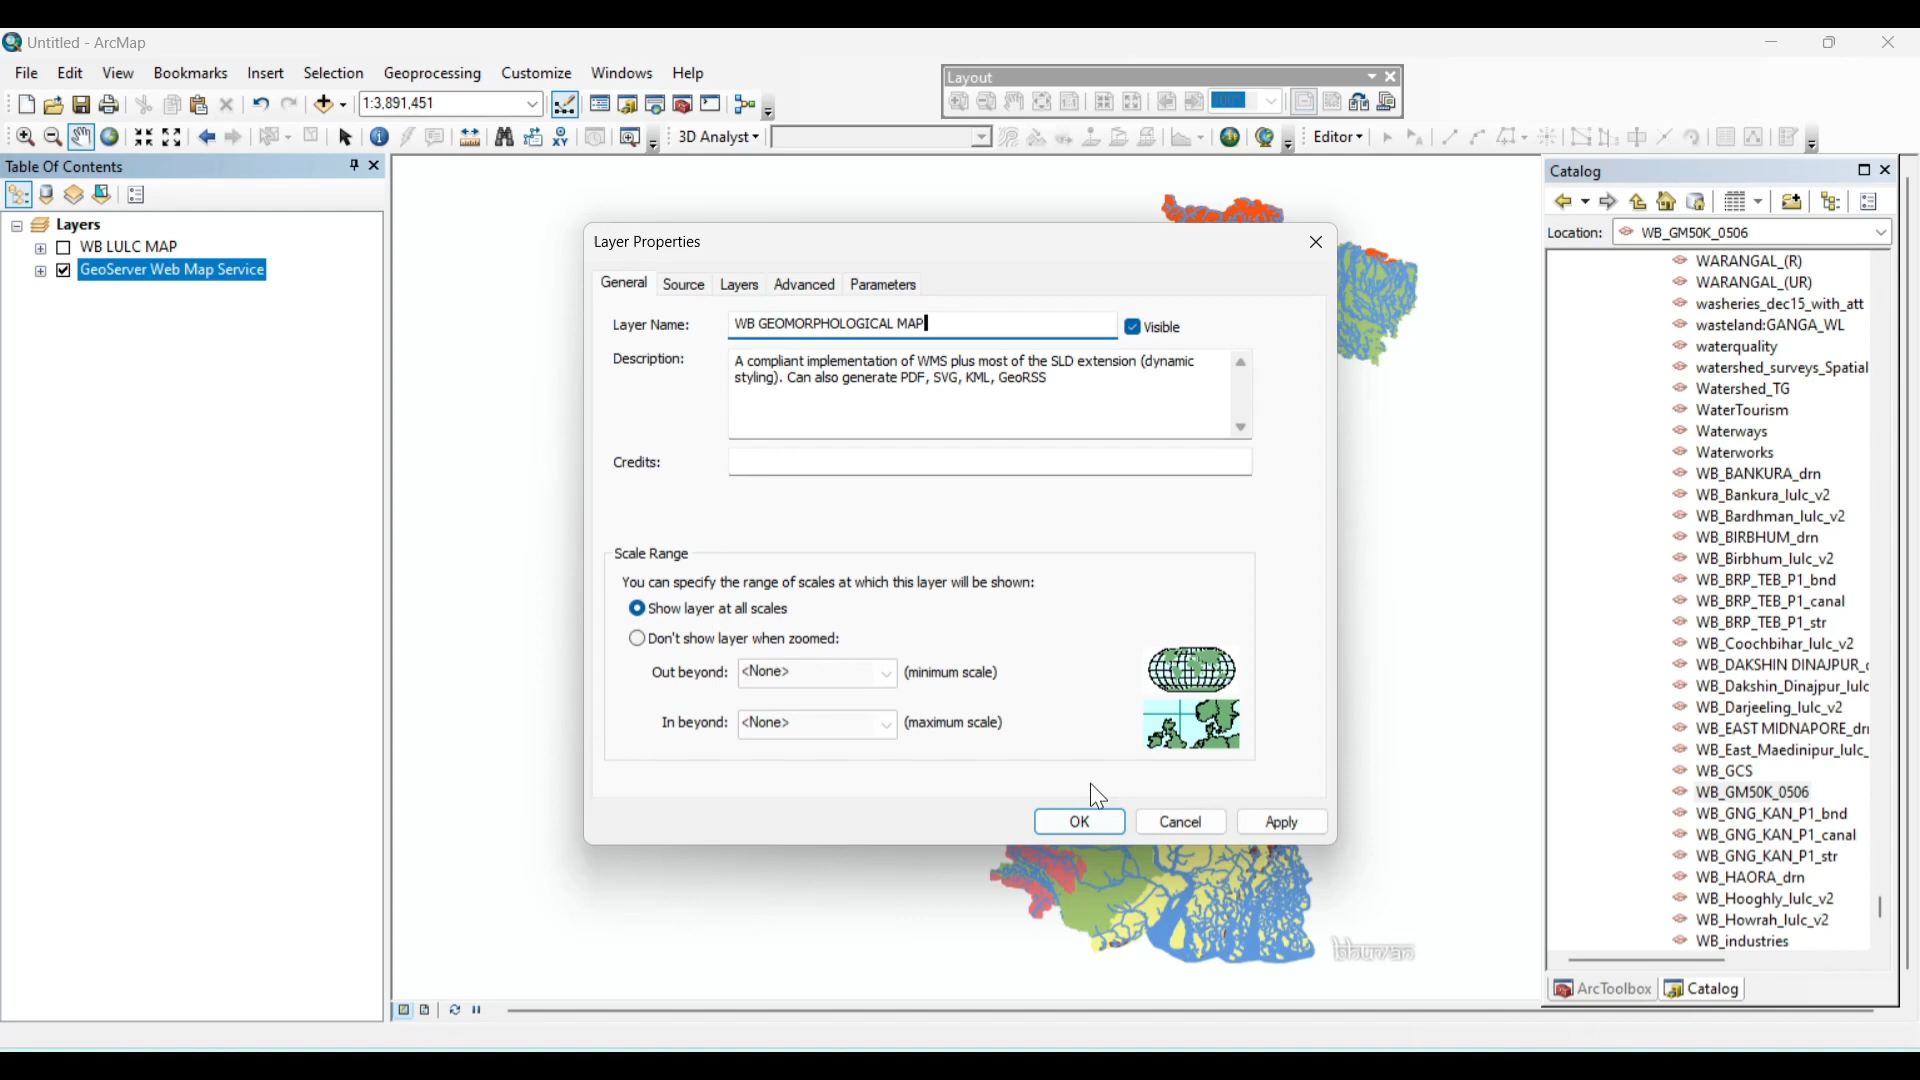 Untitled - ArcMap
File Edit View Bookmarks Insert Selection Geoprocessing Customize Windows Help
Layout
1:3,891,451
3D Analyst
Editor
Table Of Contents
Layers
WB LULC MAP
GeoServer Web Map Service
Layer Properties
General Source Layers Advanced Parameters
Layer Name: WB GEOMORPHOLOGICAL MAP Visible
Description: A compliant implementation of WMS plus most of the SLD extension (dynamic
styling). Can also generate PDF, SVG, KML, GeoRSS
Credits:
Scale Range
You can specify the range of scales at which this layer will be shown:
Show layer at all scales
Don't show layer when zoomed:
Out beyond: <None> (minimum scale)
In beyond: <None> (maximum scale)
OK Cancel Apply
bhuvan
Catalog
Location: WB_GM50K_0506
WARANGAL_(R)
WARANGAL_(UR)
washeries_dec15_with_att
wasteland:GANGA_WL
waterquality
watershed_surveys_Spatial
Watershed_TG
WaterTourism
Waterways
Waterworks
WB_BANKURA_drn
WB_Bankura_lulc_v2
WB_Bardhman_lulc_v2
WB_BIRBHUM_drn
WB_Birbhum_lulc_v2
WB_BRP_TEB_P1_bnd
WB_BRP_TEB_P1_canal
WB_BRP_TEB_P1_str
WB_Coochbihar_lulc_v2
WB_DAKSHIN DINAJPUR_
WB_Dakshin_Dinajpur_lulc
WB_Darjeeling_lulc_v2
WB_EAST MIDNAPORE_dr
WB_East_Maedinipur_lulc_
WB_GCS
WB_GM50K_0506
WB_GNG_KAN_P1_bnd
WB_GNG_KAN_P1_canal
WB_GNG_KAN_P1_str
WB_HAORA_drn
WB_Hooghly_lulc_v2
WB_Howrah_lulc_v2
WB_industries
ArcToolbox Catalog